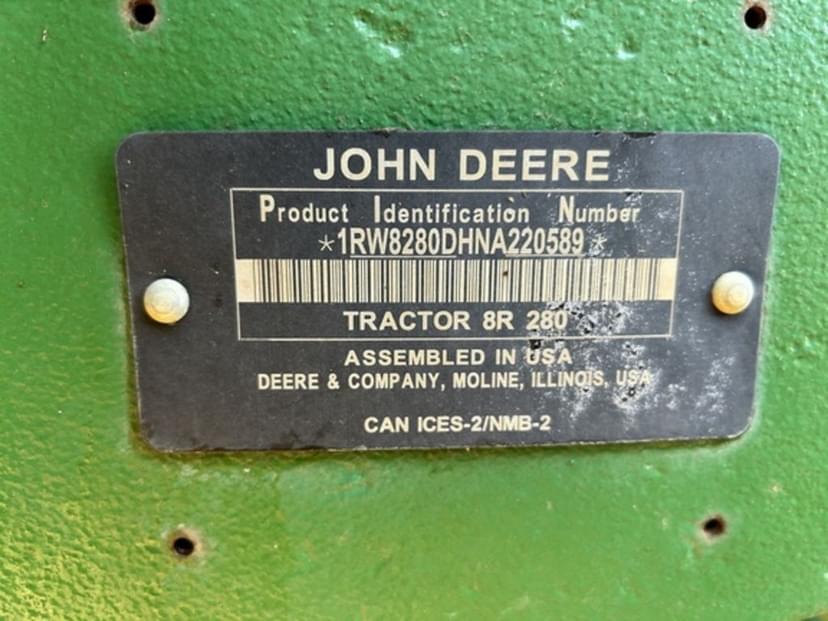 JOHN DEERE
Product Identification Number
*1RW8280DHNA220589*
TRACTOR 8R 280
ASSEMBLED IN USA
DEERE & COMPANY, MOLINE, ILLINOIS, USA
CAN ICES-2/NMB-2